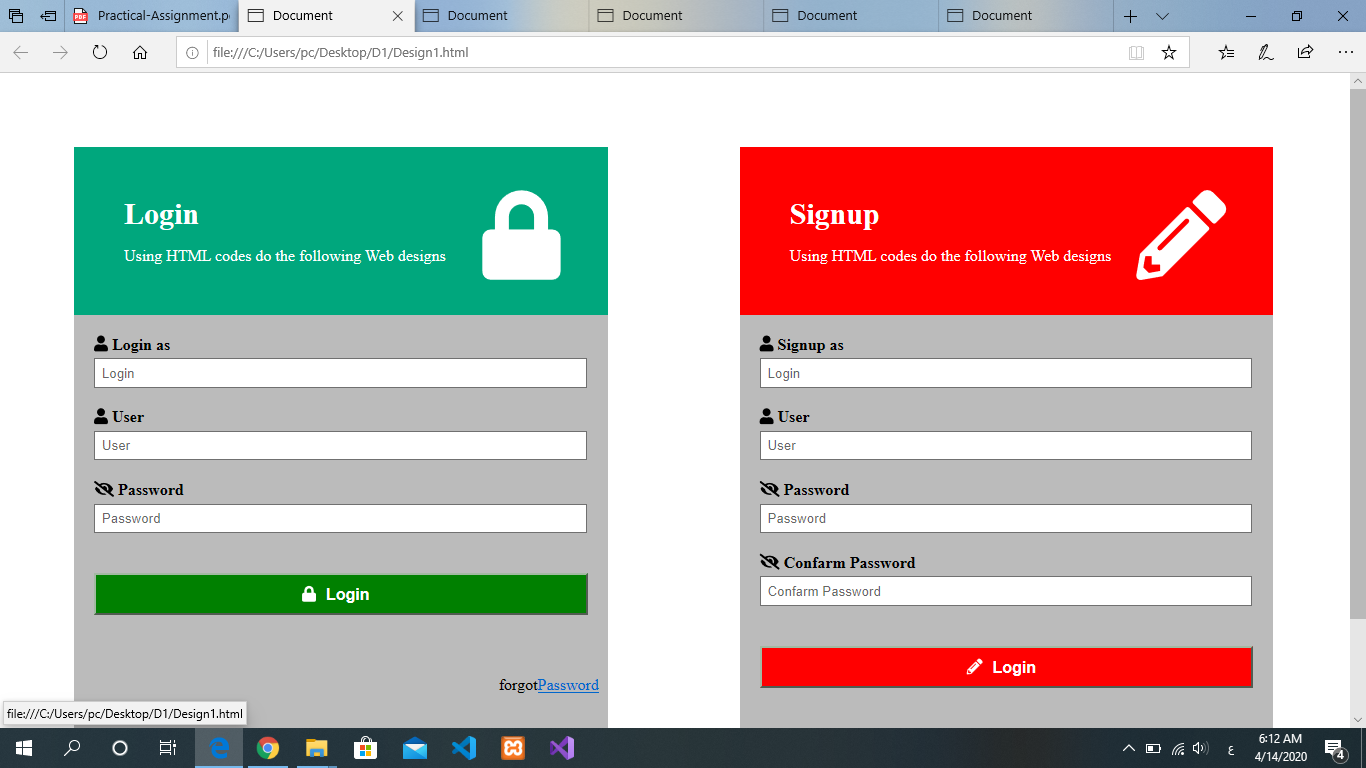 Practical-Assignment.p
Document
Document
Document
Document
Document
file:///C:/Users/pc/Desktop/D1/Design1.html
Login
Using HTML codes do the following Web designs
Login as
Login
User
User
Password
Password
Login
forgotPassword
Signup
Using HTML codes do the following Web designs
Signup as
Login
User
User
Password
Password
Confarm Password
Confarm Password
Login
file:///C:/Users/pc/Desktop/D1/Design1.html
ع
6:12 AM
4/14/2020
4